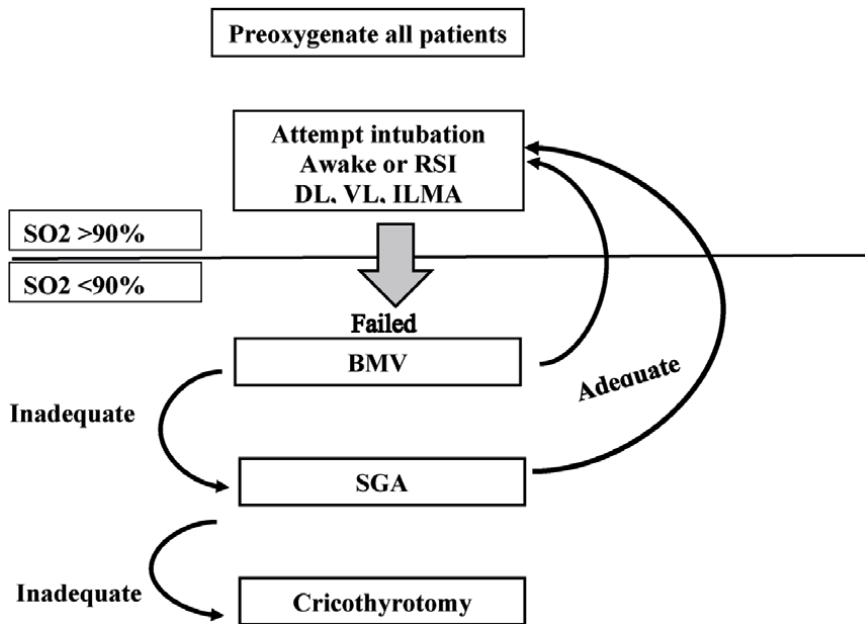 Preoxygenate all patients
Attempt intubation
Awake or RSI
DL, VL, ILMA
SO2 >90%
SO2 <90%
Failed
BMV
Adequate
Inadequate
SGA
Inadequate
Cricothyrotomy